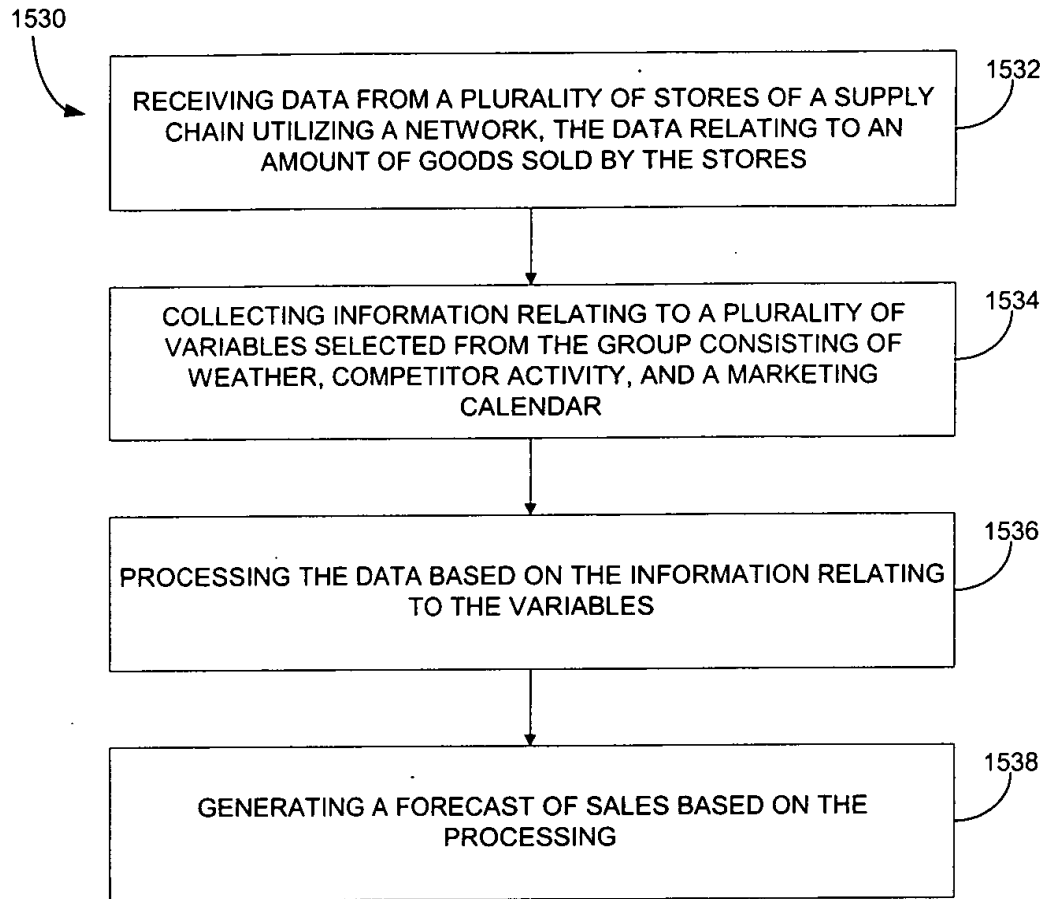 1530
1532
RECEIVING DATA FROM A PLURALITY OF STORES OF A SUPPLY
CHAIN UTILIZING A NETWORK, THE DATA RELATING TO AN
AMOUNT OF GOODS SOLD BY THE STORES
1534
COLLECTING INFORMATION RELATING TO A PLURALITY OF
VARIABLES SELECTED FROM THE GROUP CONSISTING OF
WEATHER, COMPETITOR ACTIVITY, AND A MARKETING
CALENDAR
1536
PROCESSING THE DATA BASED ON THE INFORMATION RELATING
TO THE VARIABLES
1538
GENERATING A FORECAST OF SALES BASED ON THE
PROCESSING